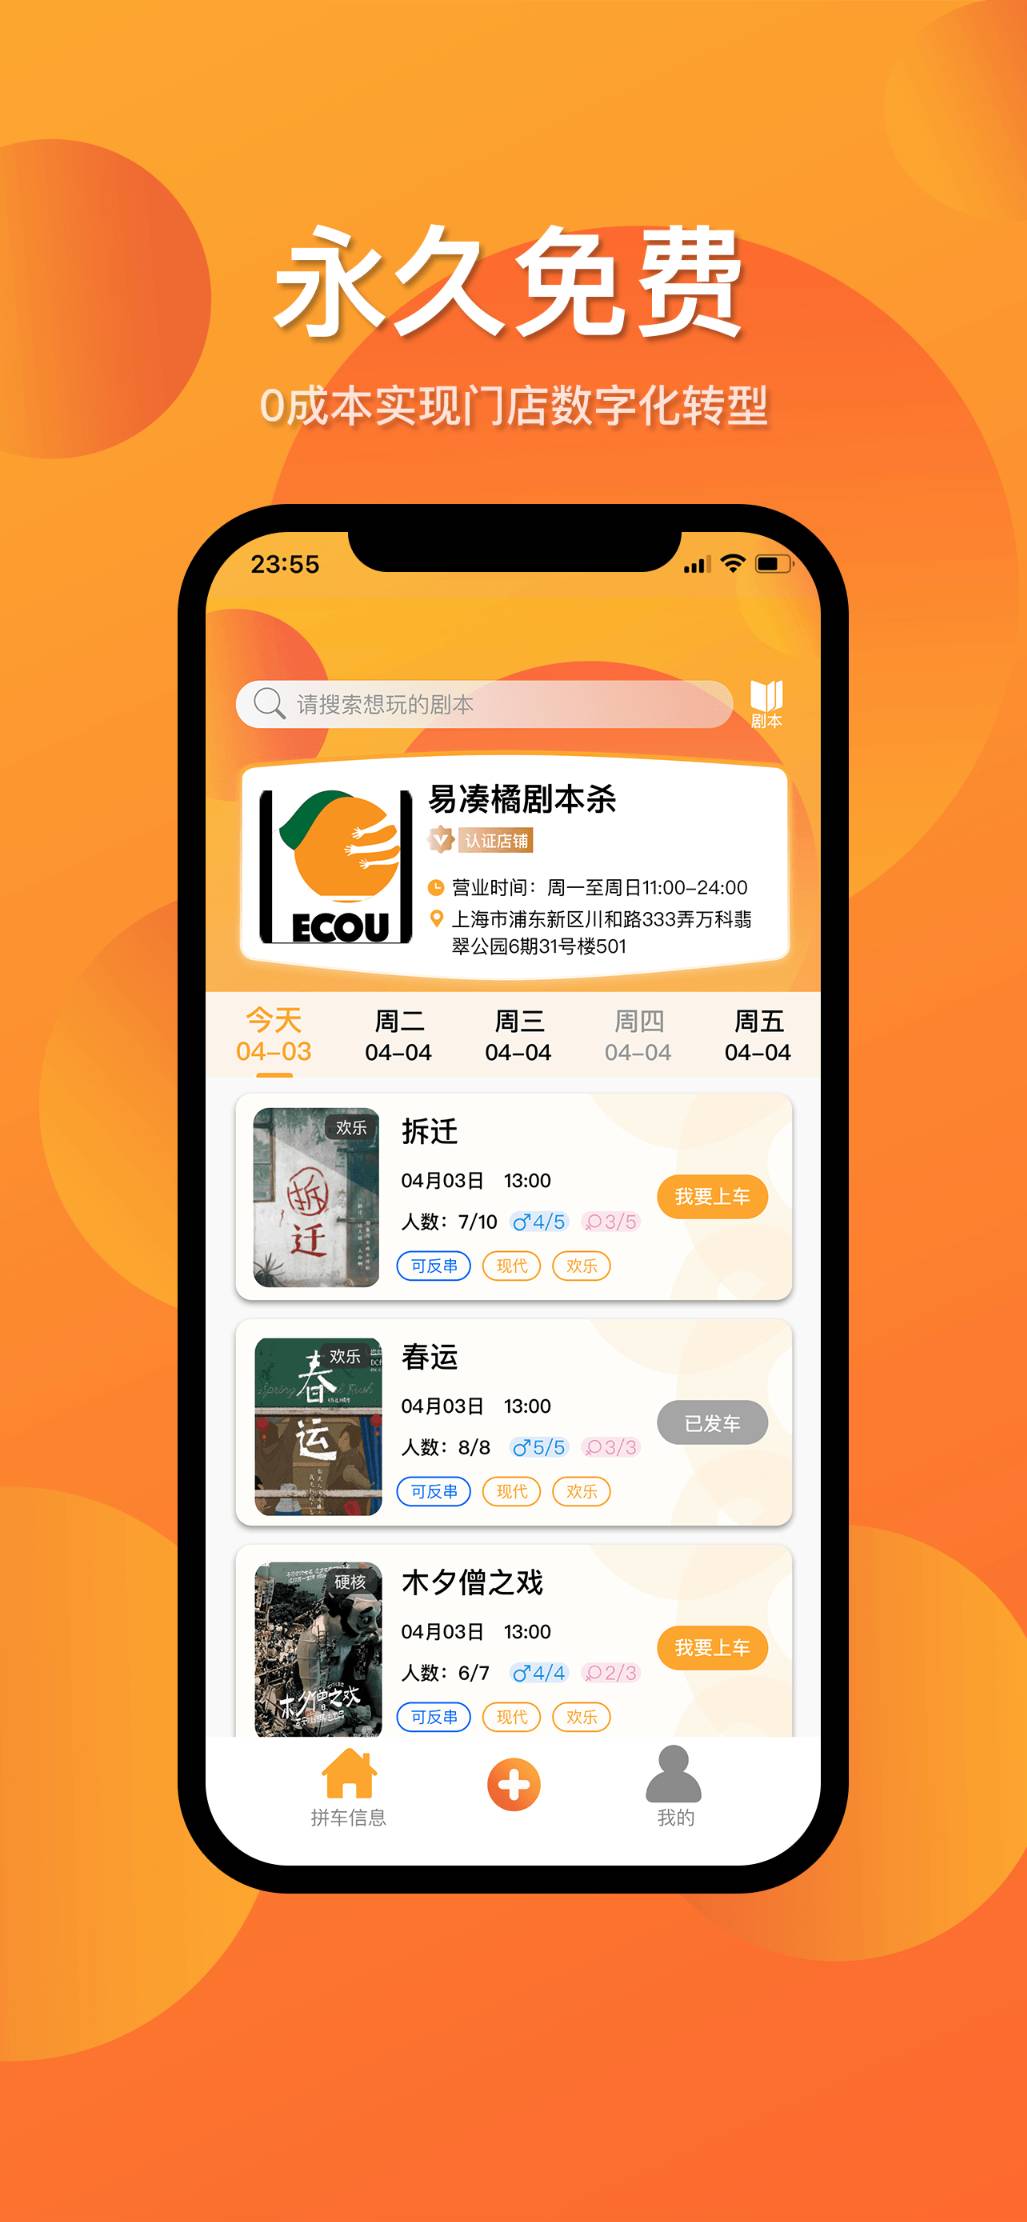 永久免费
0成本实现门店数字化转型
23:55
请搜索想玩的剧本
剧本
易凑橘剧本杀
认证店铺
ECOU
营业时间：周一至周日11:00-24:00
上海市浦东新区川和路333弄万科翡
翠公园6期31号楼501
今天 周二 周三 周四 周五
04-03 04-04 04-04 04-04 04-04
欢乐
拆迁
拆迁
04月03日 13:00
我要上车
人数：7/10 4/5 3/5
可反串 现代 欢乐
欢乐
春运
春运
04月03日 13:00
已发车
人数：8/8 5/5 3/3
可反串 现代 欢乐
硬核
木夕僧之戏
木夕僧之戏
04月03日 13:00
我要上车
人数：6/7 4/4 2/3
可反串 现代 欢乐
拼车信息
我的